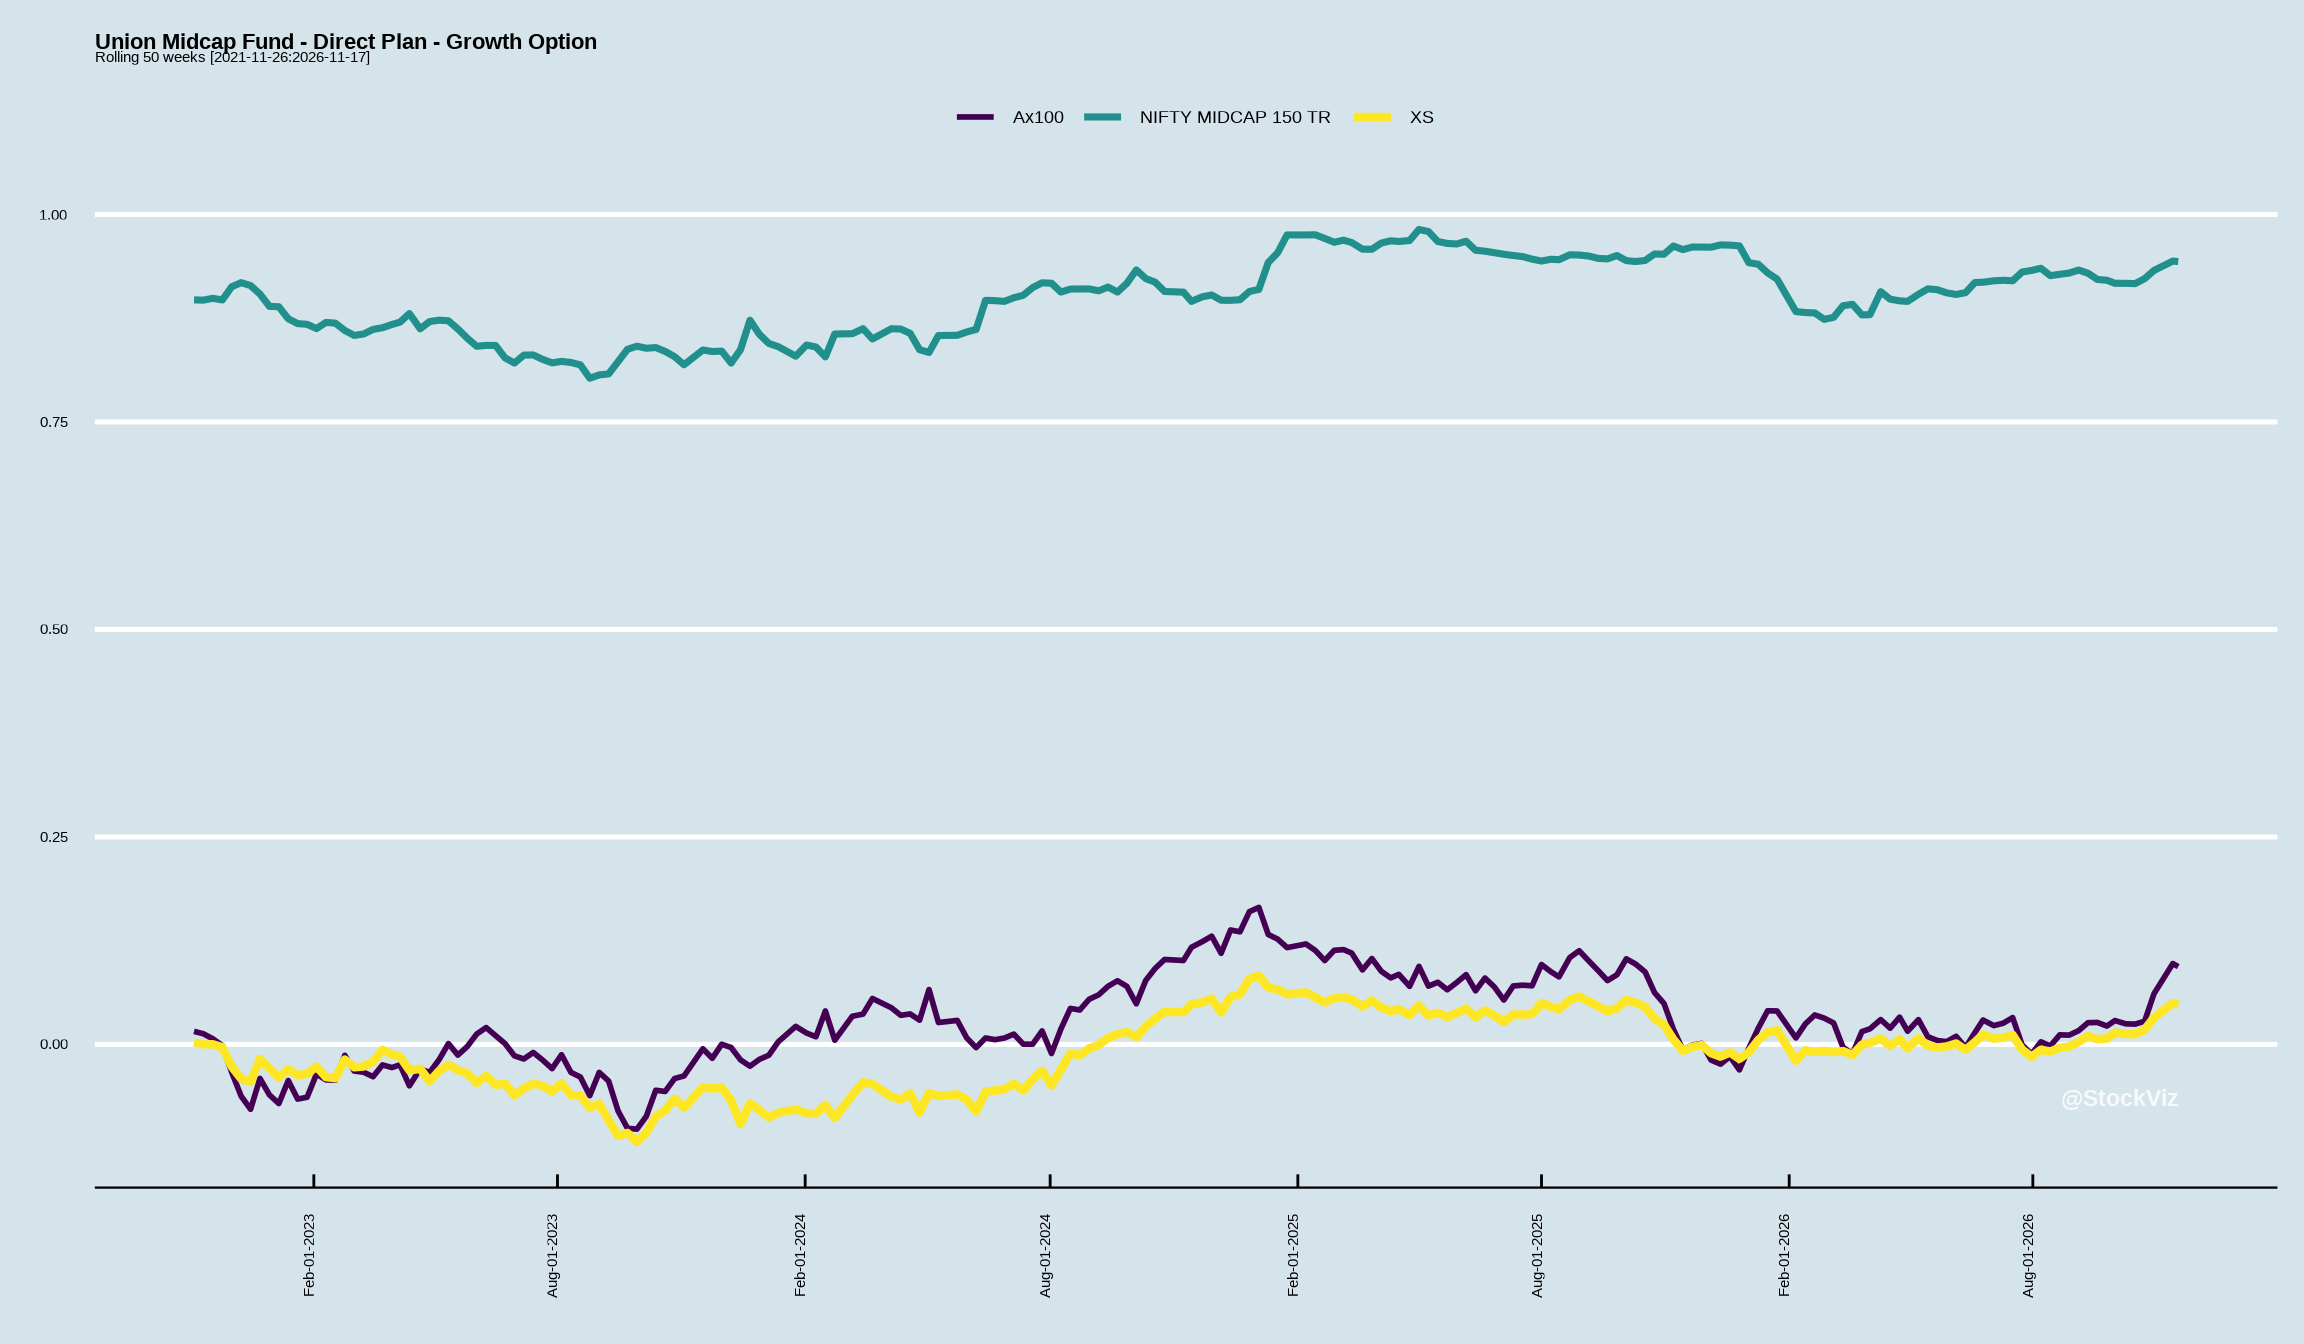 Union Midcap Fund - Direct Plan - Growth Option
Rolling 50 weeks [2021-11-26:2026-11-17]
Ax100 NIFTY MIDCAP 150 TR XS
1.00
0.75
0.50
0.25
0.00
@StockViz
Feb-01-2023 Aug-01-2023 Feb-01-2024 Aug-01-2024 Feb-01-2025 Aug-01-2025 Feb-01-2026 Aug-01-2026